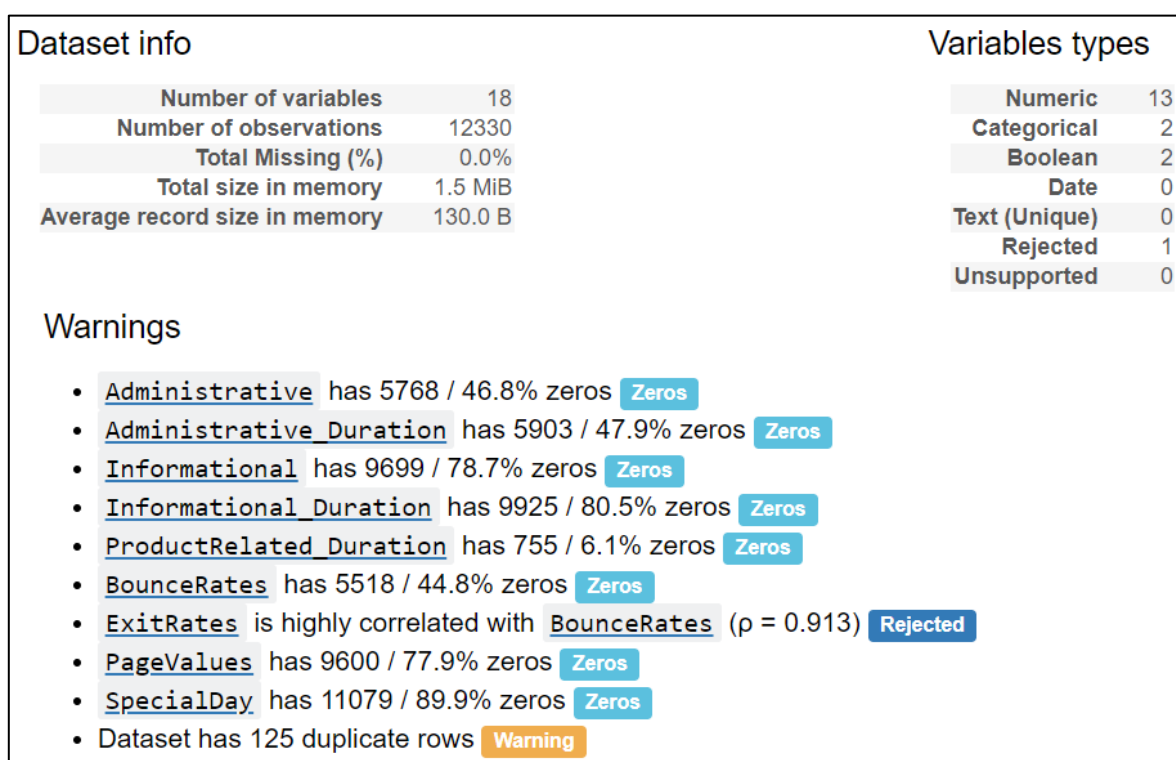 Dataset info
Number of variables 18
Number of observations 12330
Total Missing (%) 0.0%
Total size in memory 1.5 MiB
Average record size in memory 130.0 B
Variables types
Numeric 13
Categorical 2
Boolean 2
Date 0
Text (Unique) 0
Rejected 1
Unsupported 0
Warnings
• Administrative has 5768 / 46.8% zeros Zeros
• Administrative_Duration has 5903 / 47.9% zeros Zeros
• Informational has 9699 / 78.7% zeros Zeros
• Informational_Duration has 9925 / 80.5% zeros Zeros
• ProductRelated_Duration has 755 / 6.1% zeros Zeros
• BounceRates has 5518 / 44.8% zeros Zeros
• ExitRates is highly correlated with BounceRates (ρ = 0.913) Rejected
• PageValues has 9600 / 77.9% zeros Zeros
• SpecialDay has 11079 / 89.9% zeros Zeros
• Dataset has 125 duplicate rows Warning